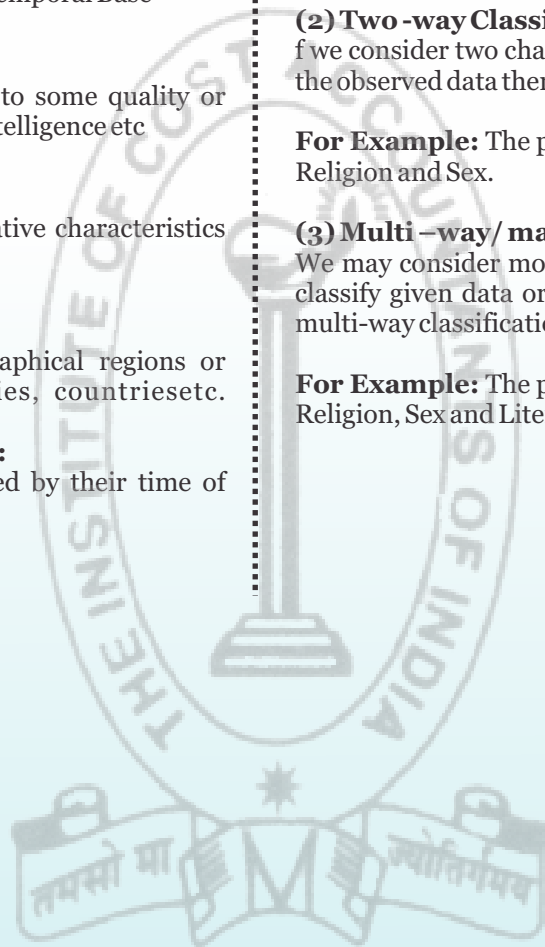 emporal Base
to some quality or
telligence etc
ative characteristics
aphical regions or
ies, countriesetc.
:
ed by their time of
(2) Two -way Classi
f we consider two cha
the observed data then
For Example: The p
Religion and Sex.
(3) Multi –way/ ma
We may consider mo
classify given data or
multi-way classificatio
For Example: The p
Religion, Sex and Lite
THE INSTITUTE OF COST ACCOUNTANTS OF INDIA
तमसो मा
ज्योतिर्गमय